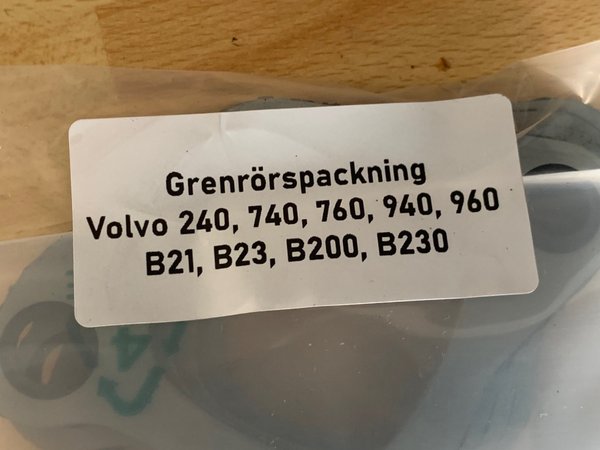 Grenrörspackning
Volvo 240, 740, 760, 940, 960
B21, B23, B200, B230